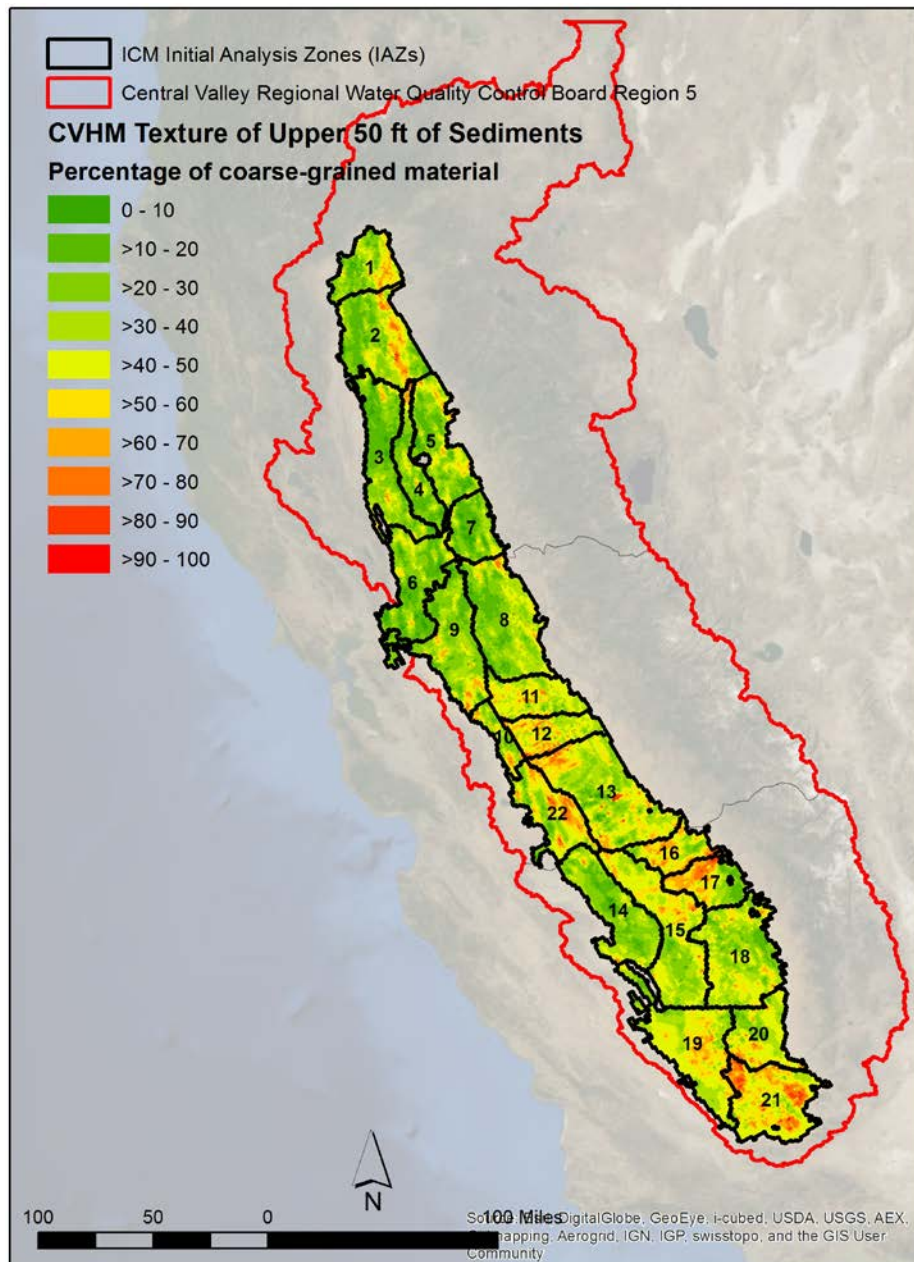 ICM Initial Analysis Zones (IAZs)
Central Valley Regional Water Quality Control Board Region 5
CVHM Texture of Upper 50 ft of Sediments
Percentage of coarse-grained material
0 - 10
>10 - 20
>20 - 30
>30 - 40
>40 - 50
>50 - 60
>60 - 70
>70 - 80
>80 - 90
>90 - 100
1
2
3
5
4
7
6
8
9
11
10
12
13
22
16
17
14
15
18
19
20
21
N
100 50 0 100 Miles
DigitalGlobe, GeoEye, i-cubed, USDA, USGS, AEX,
Aerogrid, IGN, IGP, swisstopo, and the GIS User
Community